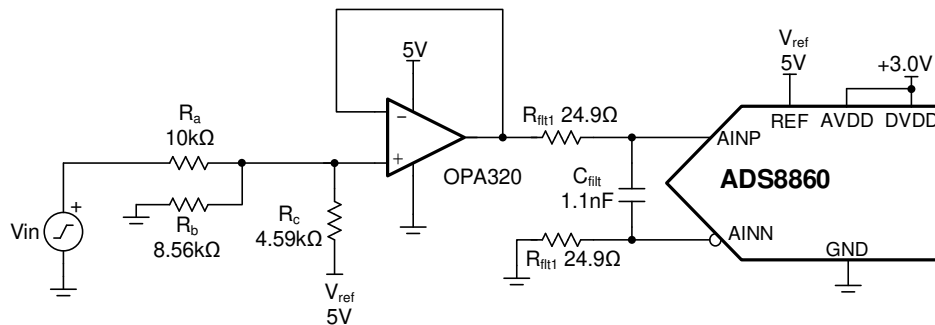 Vin
+
Ra
10kΩ
Rb
8.56kΩ
Rc
4.59kΩ
Vref
5V
5V
−
+
OPA320
Rflt1 24.9Ω
Cfilt
1.1nF
Rflt1 24.9Ω
Vref
5V
+3.0V
REF AVDD DVDD
AINP
ADS8860
AINN
GND